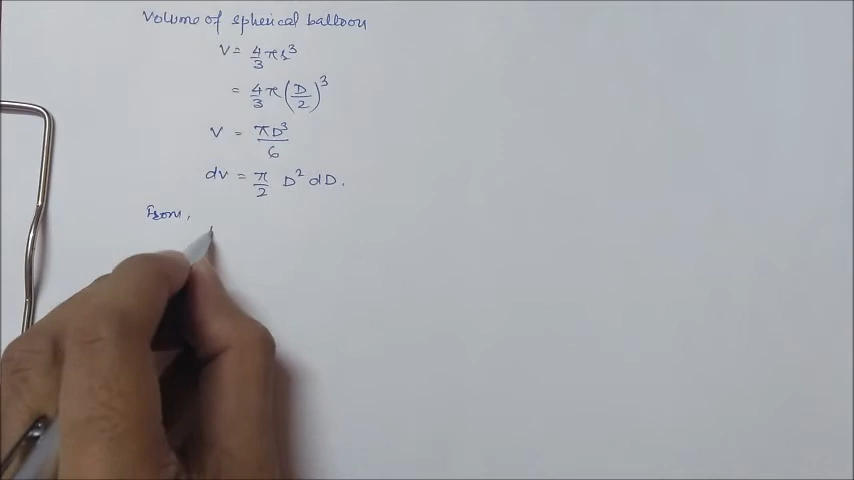 Volume of spherical balloon
V = 4/3 πr³
= 4/3 π (D/2)³
V = πD³/6
dv = π/2 D² dD.
From,